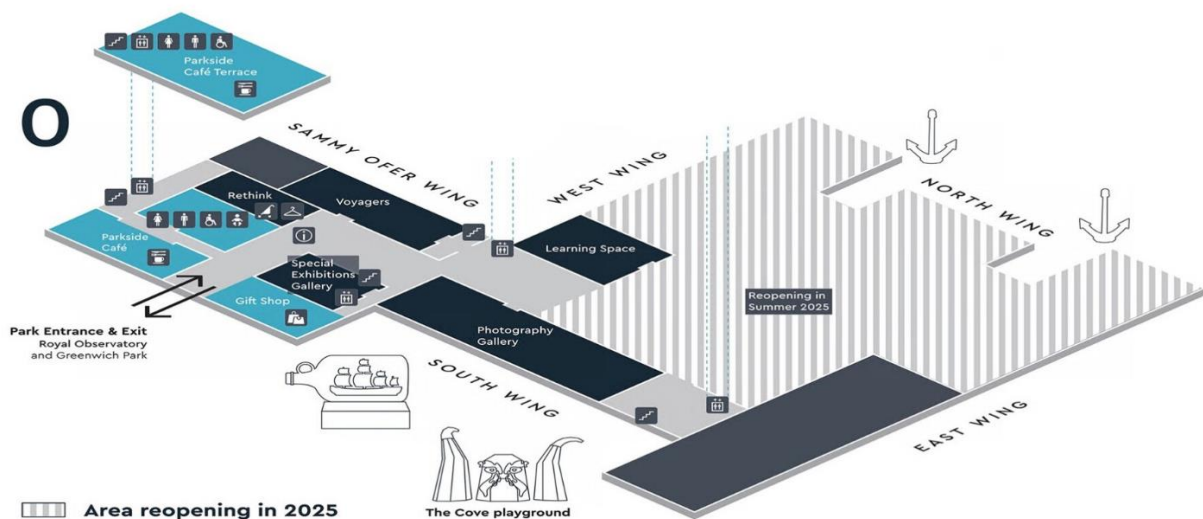 Parkside
Café Terrace
O
SAMMY OFER WING
WEST WING
NORTH WING
Rethink
Voyagers
Parkside
Café
Learning Space
Special
Exhibitions
Gallery
Gift Shop
Reopening in
Summer 2025
Park Entrance & Exit
Royal Observatory
and Greenwich Park
Photography
Gallery
SOUTH WING
EAST WING
Area reopening in 2025
The Cove playground